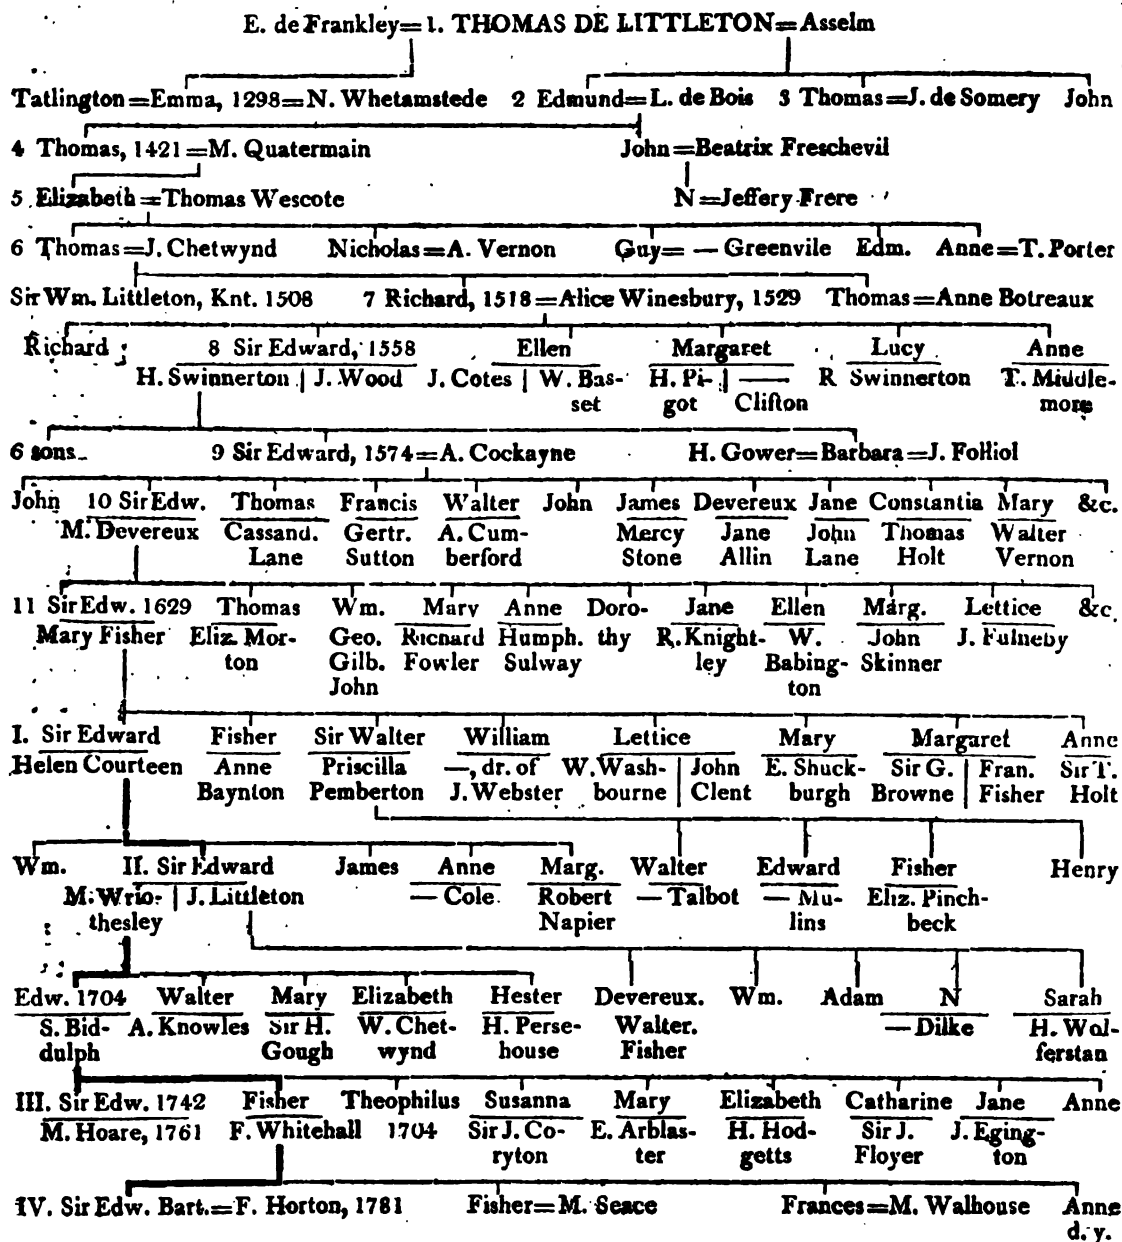 E. de Frankley=1. THOMAS DE LITTLETON=Asselm
Tatlington=Emma, 1298=N. Whetamstede 2 Edmund=L. de Bois 3 Thomas=J. de Somery John
4 Thomas, 1421=M. Quatermain John=Beatrix Freschevil
5 Elizabeth=Thomas Wescote N=Jeffery Frere
6 Thomas=J. Chetwynd Nicholas=A. Vernon Guy=— Greenvile Edm. Anne=T. Porter
Sir Wm. Littleton, Knt. 1508 7 Richard, 1518=Alice Winesbury, 1529 Thomas=Anne Botreaux
Richard 8 Sir Edward, 1558 Ellen Margaret Lucy Anne
H. Swinnerton | J. Wood J. Cotes | W. Bas- H. Pi- | —— R Swinnerton T. Middle-
set got Clifton more
6 sons 9 Sir Edward, 1574=A. Cockayne H. Gower=Barbara=J. Folliol
John 10 Sir Edw. Thomas Francis Walter John James Devereux Jane Constantia Mary &c.
M. Devereux Cassand. Gertr. A. Cum- Mercy Jane John Thomas Walter
Lane Sutton berford Stone Allin Lane Holt Vernon
11 Sir Edw. 1629 Thomas Wm. Mary Anne Doro- Jane Ellen Marg. Lettice &c.
Mary Fisher Eliz. Mor- Geo. Richard Humph. thy R. Knight- W. John J. Fulneby
ton Gilb. Fowler Sulway ley Babing- Skinner
John ton
I. Sir Edward Fisher Sir Walter William Lettice Mary Margaret Anne
Helen Courteen Anne Priscilla —, dr. of W. Wash- | John E. Shuck- Sir G. | Fran. Sir T.
Baynton Pemberton J. Webster bourne | Clent burgh Browne | Fisher Holt
Wm. II. Sir Edward James Anne Marg. Walter Edward Fisher Henry
M. Wrio- | J. Littleton — Cole Robert — Talbot — Mu- Eliz. Pinch-
thesley Napier lins beck
Edw. 1704 Walter Mary Elizabeth Hester Devereux. Wm. Adam N Sarah
S. Bid- A. Knowles Sir H. W. Chet- H. Perse- Walter. — Dilke H. Wol-
dulph Gough wynd house Fisher ferstan
III. Sir Edw. 1742 Fisher Theophilus Susanna Mary Elizabeth Catharine Jane Anne
M. Hoare, 1761 F. Whitehall 1704 Sir J. Co- E. Arblas- H. Hod- Sir J. J. Eging-
ryton ter getts Floyer ton
IV. Sir Edw. Bart.=F. Horton, 1781 Fisher=M. Seace Frances=M. Walhouse Anne
d. y.